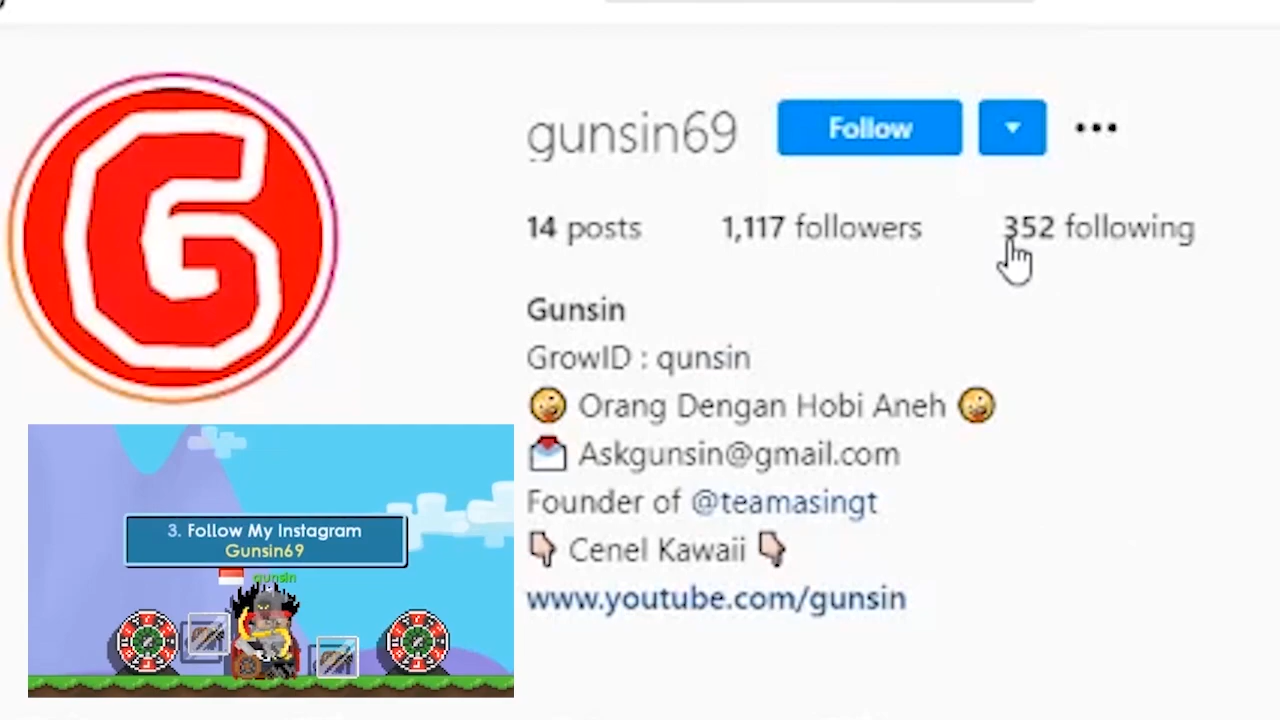 G
gunsin69 Follow
14 posts 1,117 followers 352 following
Gunsin
GrowID : qunsin
Orang Dengan Hobi Aneh
Askgunsin@gmail.com
Founder of @teamasingt
Cenel Kawaii
www.youtube.com/gunsin
3. Follow My Instagram
Gunsin69
gunsin